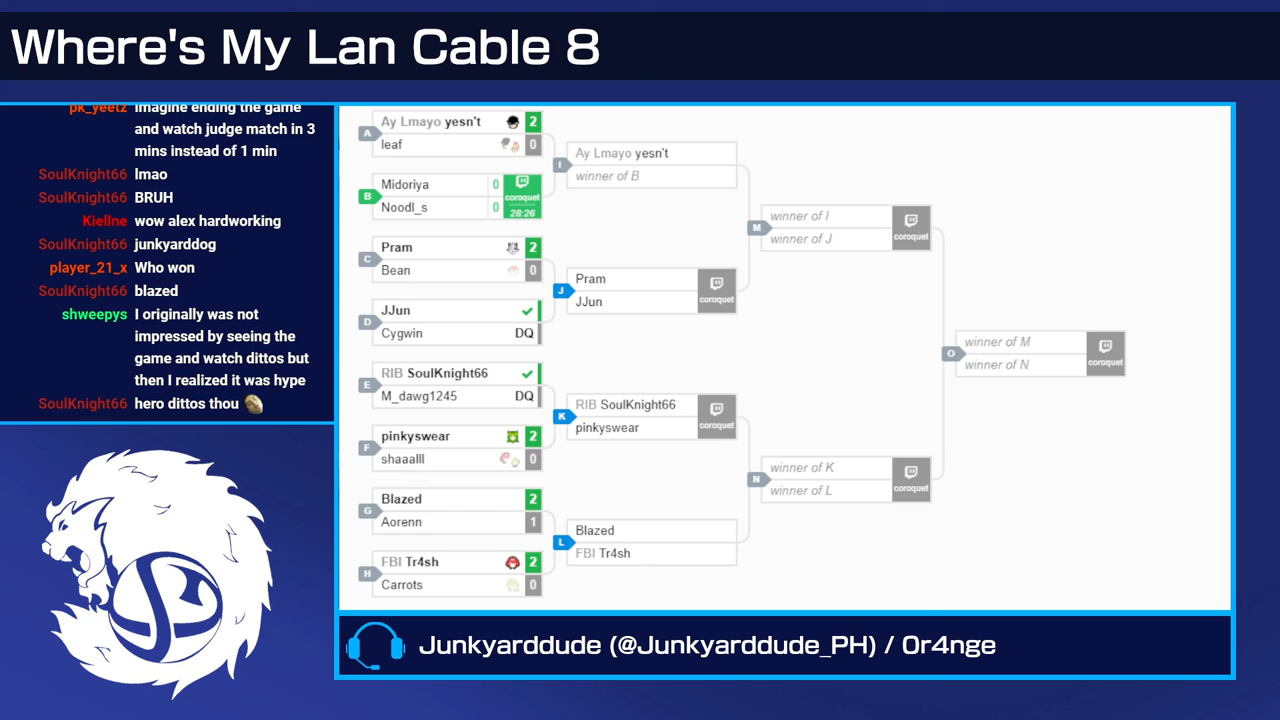 Where's My Lan Cable 8
pk_yeetz Imagine ending the game
and watch judge match in 3
mins instead of 1 min
SoulKnight66 lmao
SoulKnight66 BRUH
Kiellne wow alex hardworking
SoulKnight66 junkyarddog
player_21_x Who won
SoulKnight66 blazed
shweepys I originally was not
impressed by seeing the
game and watch dittos but
then I realized it was hype
SoulKnight66 hero dittos thou
A
Ay Lmayo yesn't 2
leaf 0
B
Midoriya 0
Noodl_s 0
coroquet
28:26
C
Pram 2
Bean 0
D
JJun
Cygwin DQ
E
RIB SoulKnight66
M_dawg1245 DQ
F
pinkyswear 2
shaaalll 0
G
Blazed 2
Aorenn 1
H
FBI Tr4sh 2
Carrots 0
I
Ay Lmayo yesn't
winner of B
J
Pram
JJun
coroquet
K
RIB SoulKnight66
pinkyswear
coroquet
L
Blazed
FBI Tr4sh
M
winner of I
winner of J
coroquet
N
winner of K
winner of L
coroquet
O
winner of M
winner of N
coroquet
Junkyarddude (@Junkyarddude_PH) / Or4nge